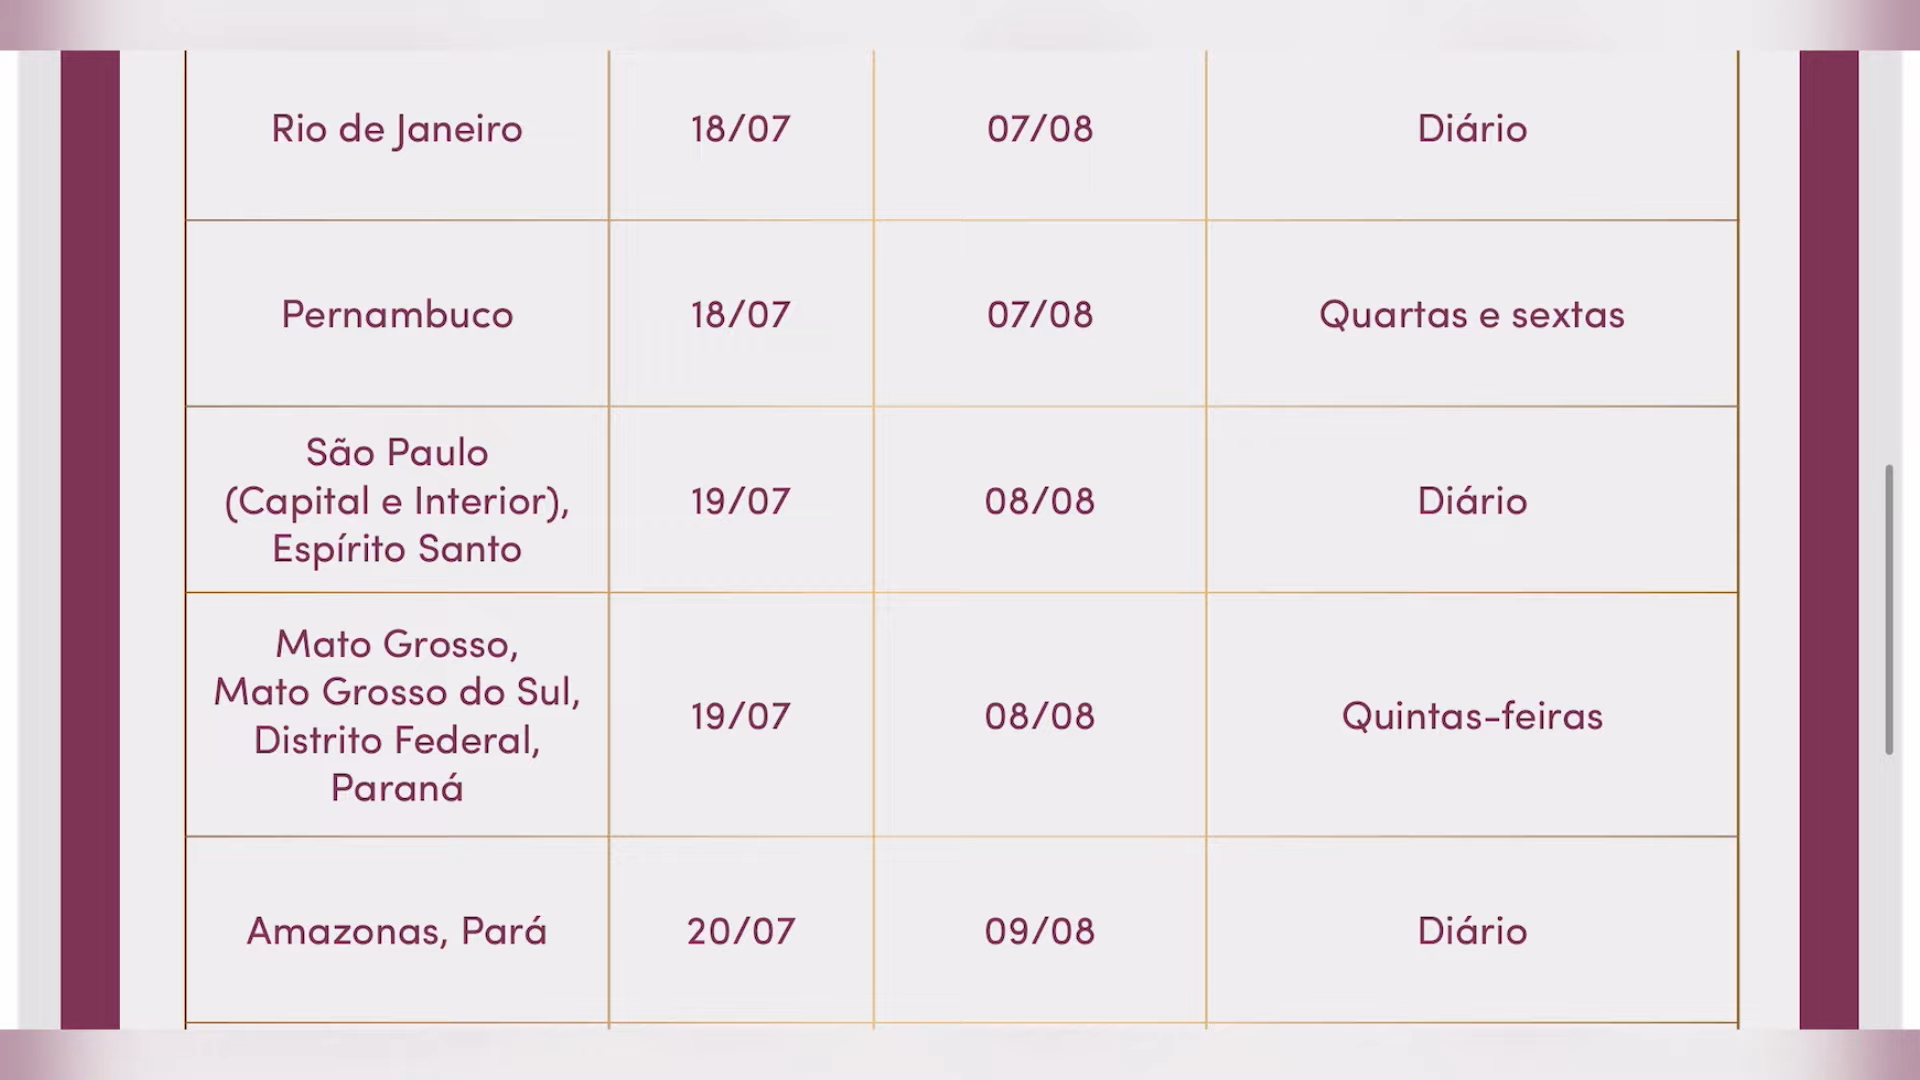 Rio de Janeiro 18/07 07/08 Diário
Pernambuco 18/07 07/08 Quartas e sextas
São Paulo
(Capital e Interior), 19/07 08/08 Diário
Espírito Santo
Mato Grosso,
Mato Grosso do Sul,
Distrito Federal, 19/07 08/08 Quintas-feiras
Paraná
Amazonas, Pará 20/07 09/08 Diário